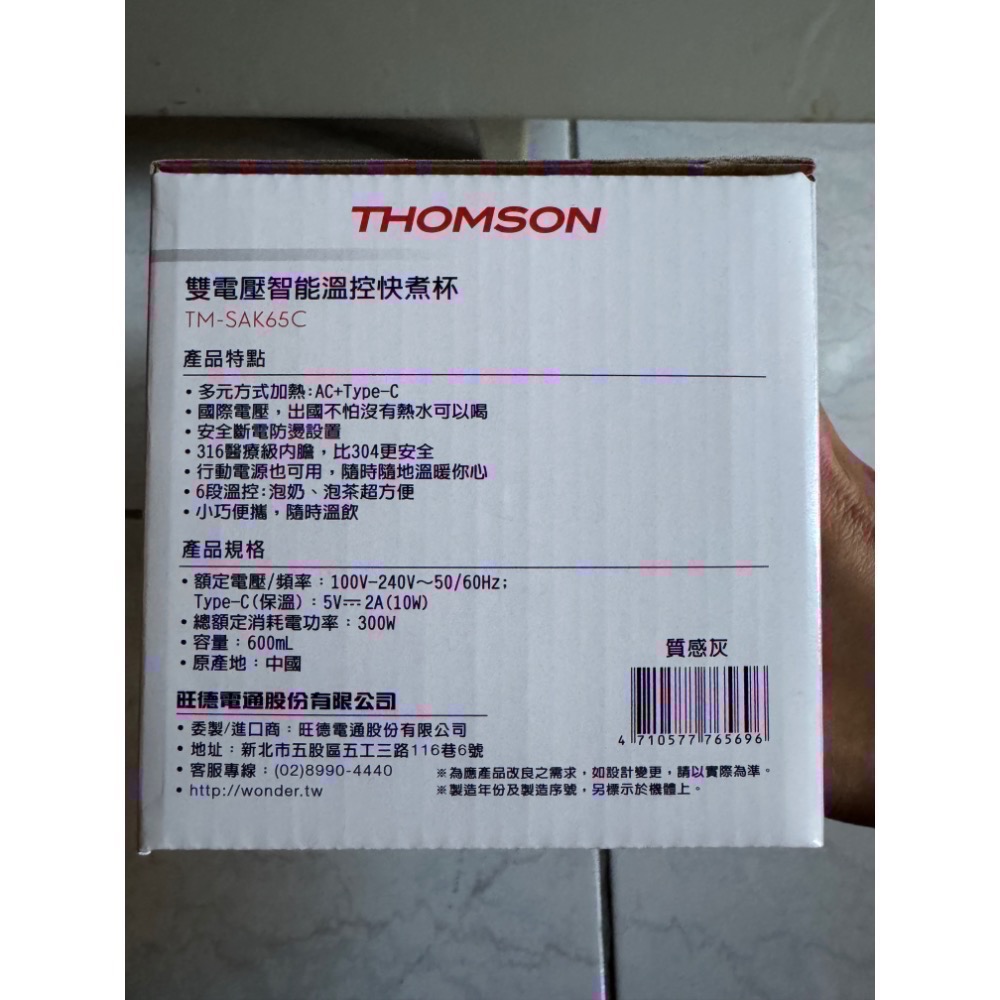 THOMSON
雙電壓智能溫控快煮杯
TM-SAK65C
產品特點
•多元方式加熱:AC+Type-C
•國際電壓，出國不怕沒有熱水可以喝
•安全斷電防燙設置
•316醫療級內膽，比304更安全
•行動電源也可用，隨時隨地溫暖你心
•6段溫控:泡奶、泡茶超方便
•小巧便攜，隨時溫飲
產品規格
•額定電壓/頻率：100V-240V～50/60Hz;
Type-C(保溫)：5V⎓2A(10W)
•總額定消耗電功率：300W
•容量：600mL
•原產地：中國
質感灰
旺德電通股份有限公司
•委製/進口商：旺德電通股份有限公司
•地址：新北市五股區五工三路116巷6號
•客服專線：(02)8990-4440
•http://wonder.tw
4 710577 765696
※為應產品改良之需求，如設計變更，請以實際為準。
※製造年份及製造序號，另標示於機體上。